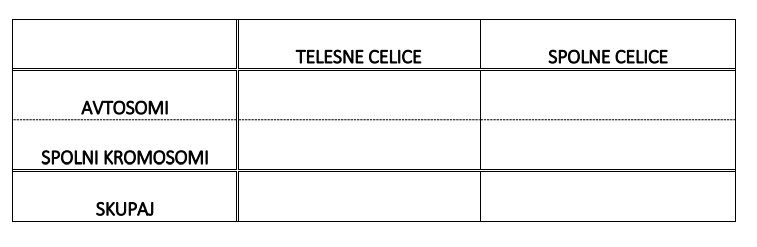 TELESNE CELICE SPOLNE CELICE
AVTOSOMI
SPOLNI KROMOSOMI
SKUPAJ